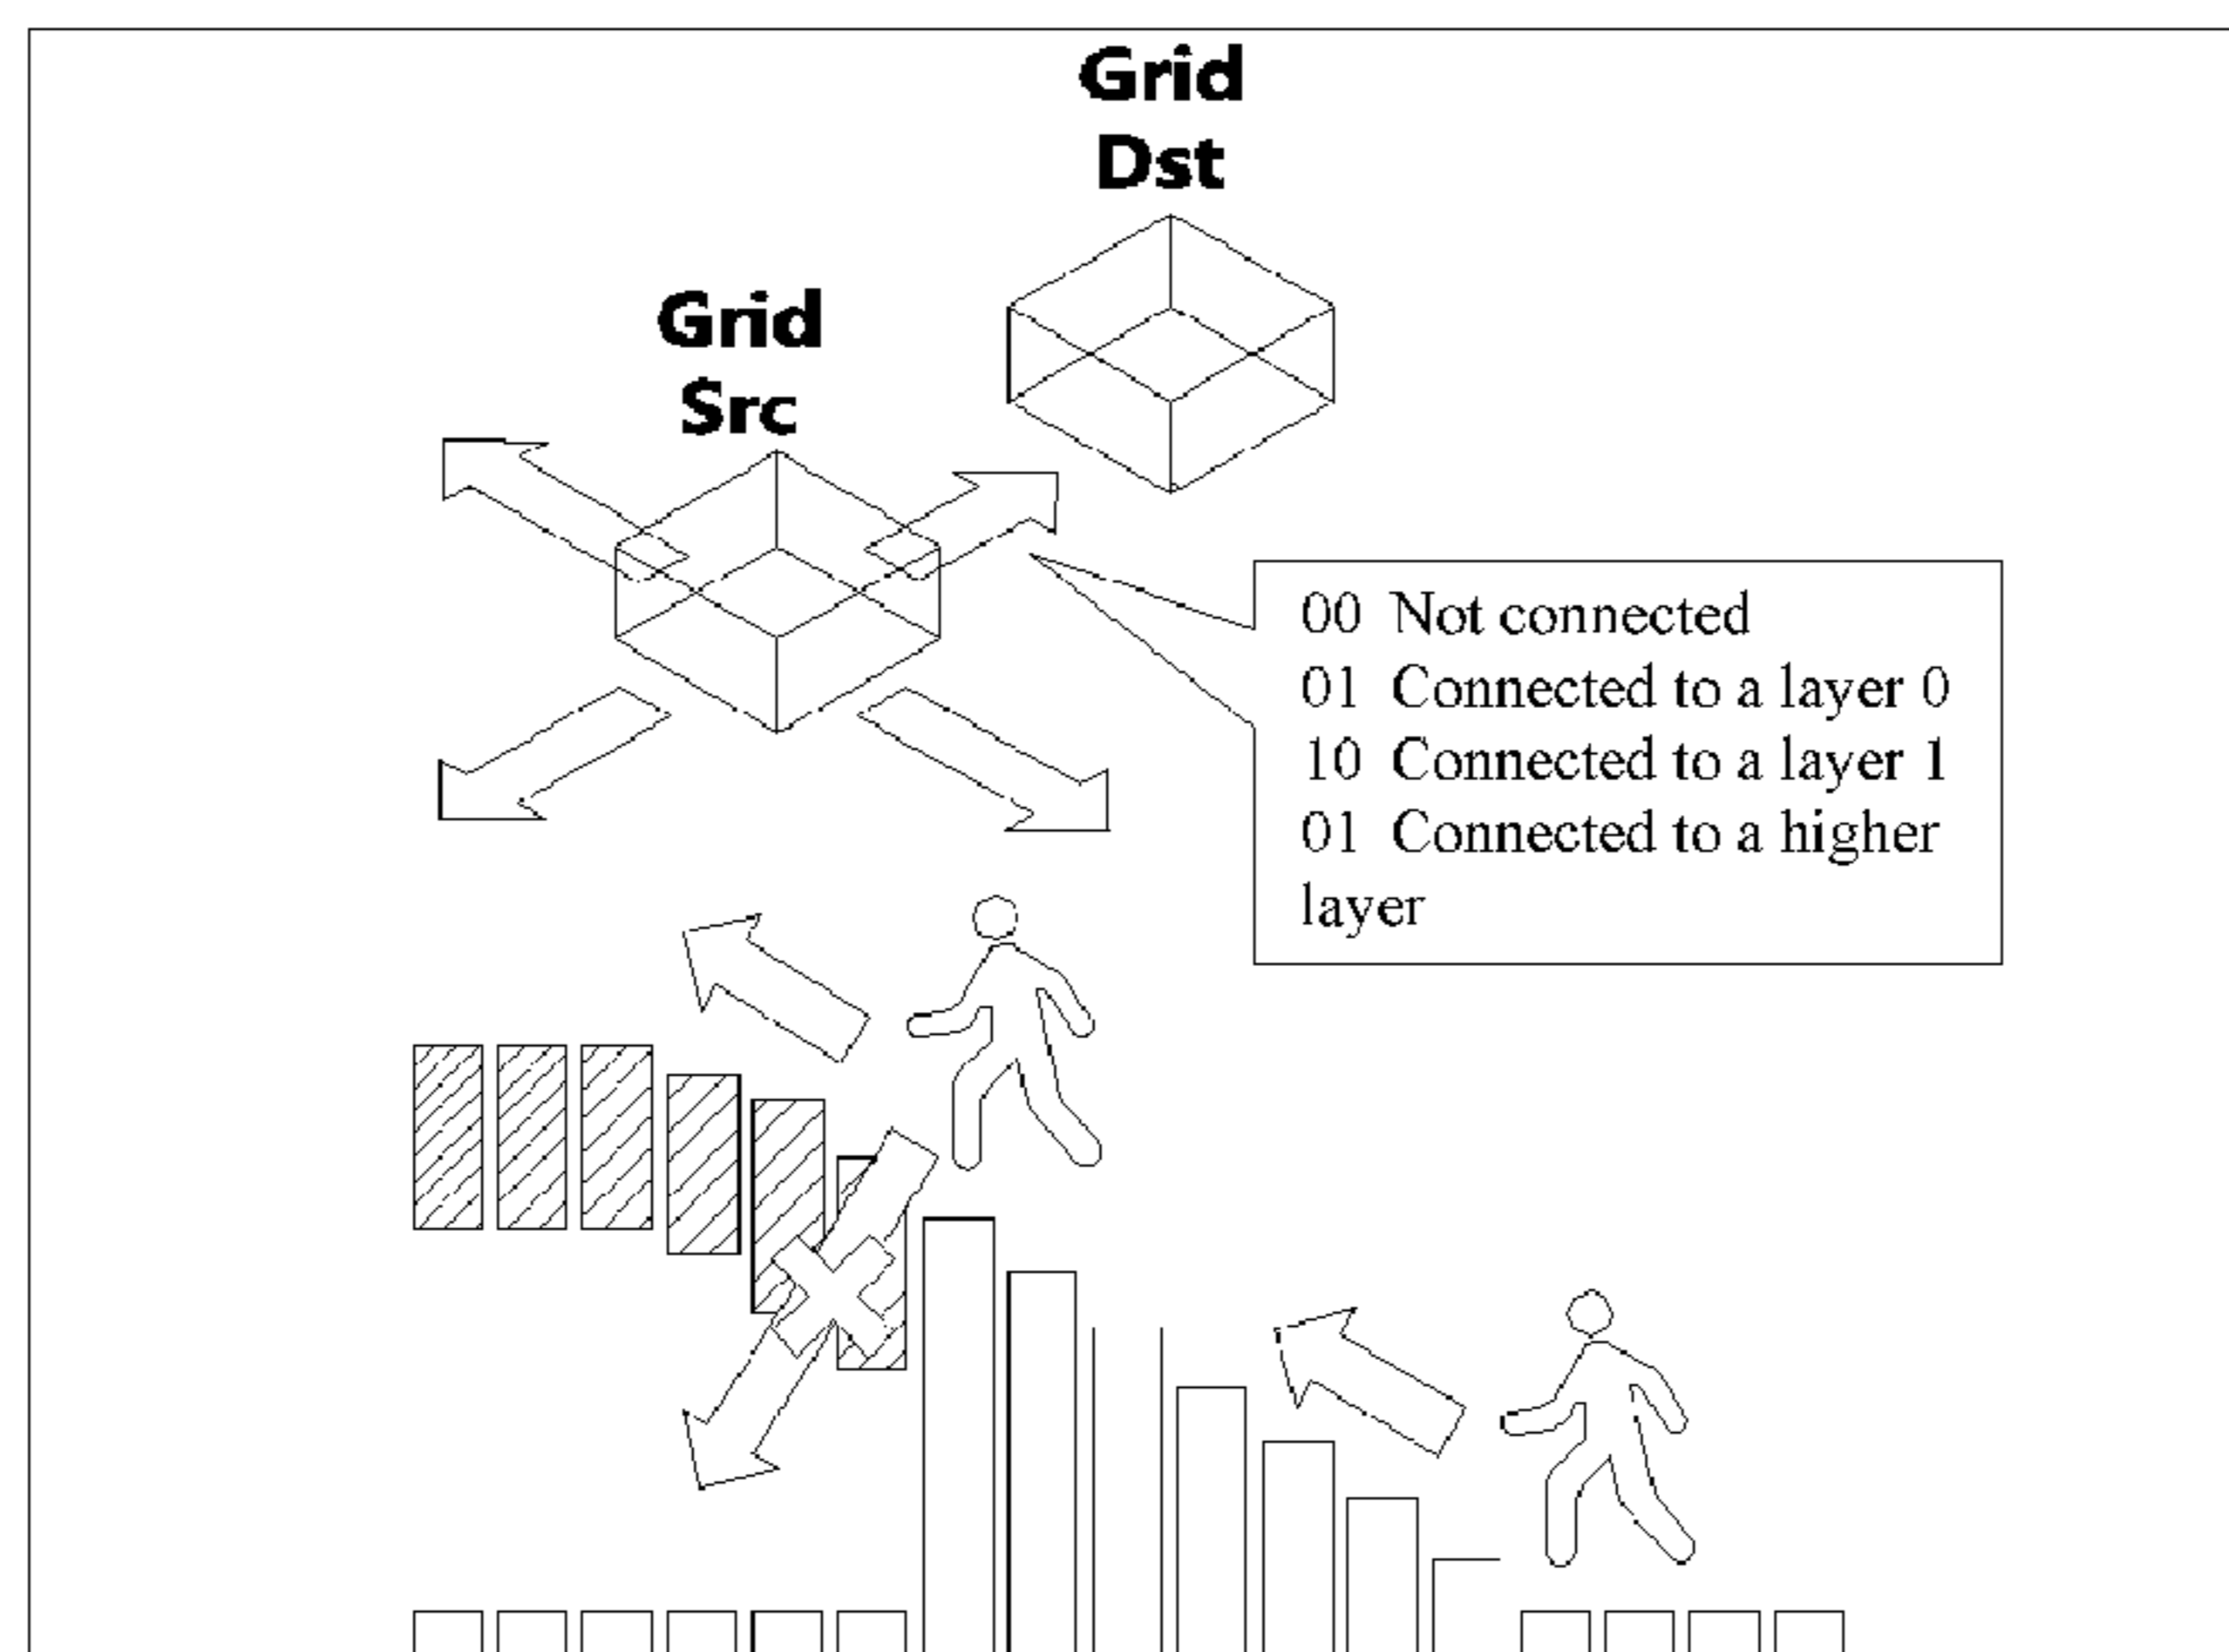 Grid
Dst
Grid
Src
00 Not connected
01 Connected to a layer 0
10 Connected to a layer 1
01 Connected to a higher
layer